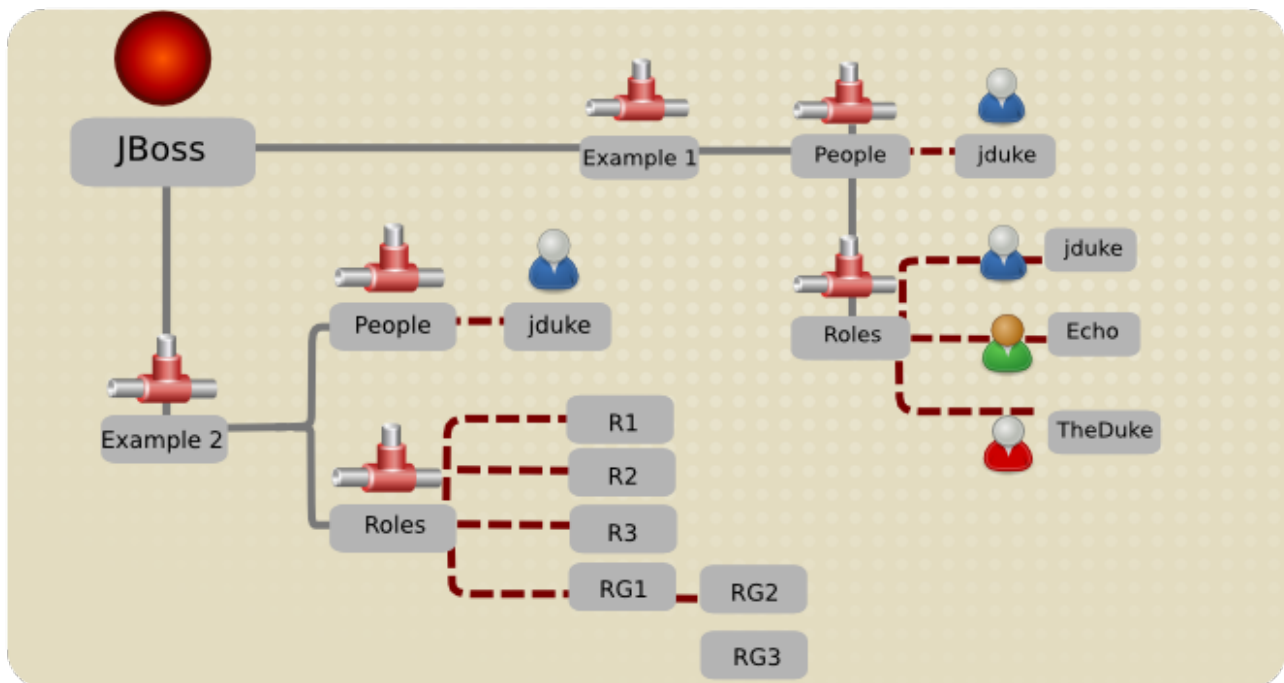 JBoss
Example 1
People
jduke
jduke
People
jduke
Roles
Echo
Example 2
R1
TheDuke
R2
Roles
R3
RG1
RG2
RG3